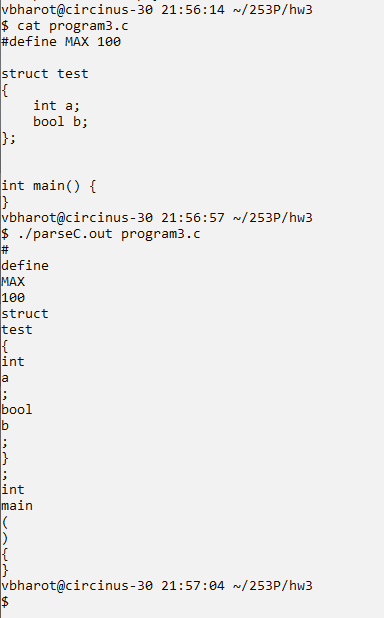 vbharot@circinus-30 21:56:14 ~/253P/hw3
$ cat program3.c
#define MAX 100
struct test
{
    int a;
    bool b;
};
int main() {
}
vbharot@circinus-30 21:56:57 ~/253P/hw3
$ ./parseC.out program3.c
#
define
MAX
100
struct
test
{
int
a
;
bool
b
;
}
;
int
main
(
)
{
}
vbharot@circinus-30 21:57:04 ~/253P/hw3
$